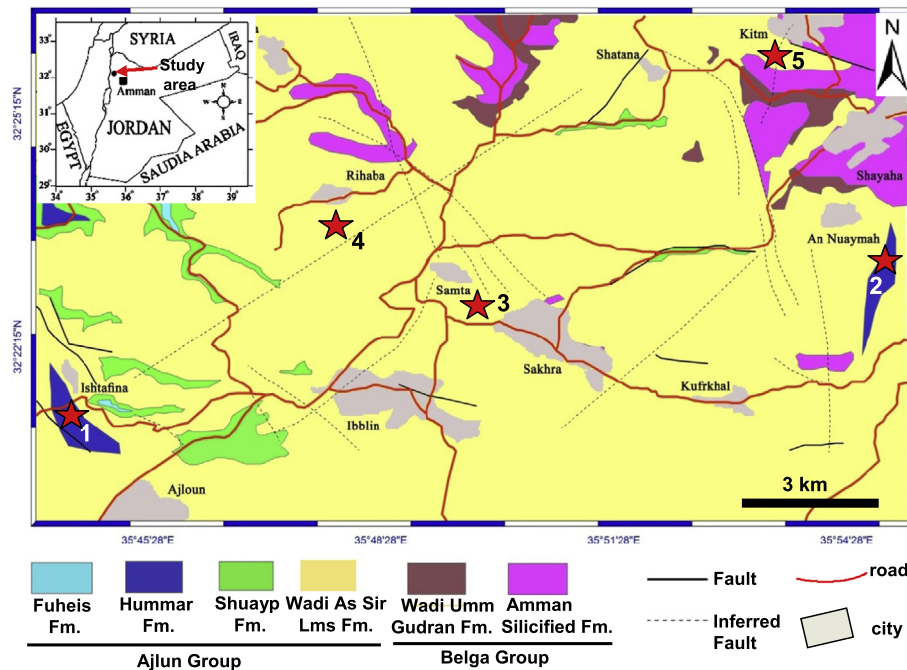 SYRIA
IRAQ
Study
area
Amman
N
W
E
S
JORDAN
EGYPT
SAUDIA ARABIA
33°
32°
31°
30°
29°
34°
35°
36°
37°
38°
39°
Kitm
5
N
Shatana
Rihaba
4
Shayaha
An Nuaymah
2
Samta
3
Sakhra
Ishtafina
1
Kufrkhal
Ibblin
Ajloun
3 km
32°25'15"N
32°22'15"N
35°45'28"E
35°48'28"E
35°51'28"E
35°54'28"E
Fuheis
Fm.
Hummar
Fm.
Shuayp
Fm.
Wadi As Sir
Lms Fm.
Wadi Umm
Gudran Fm.
Amman
Silicified Fm.
Ajlun Group
Belga Group
Fault
road
Inferred
Fault
city